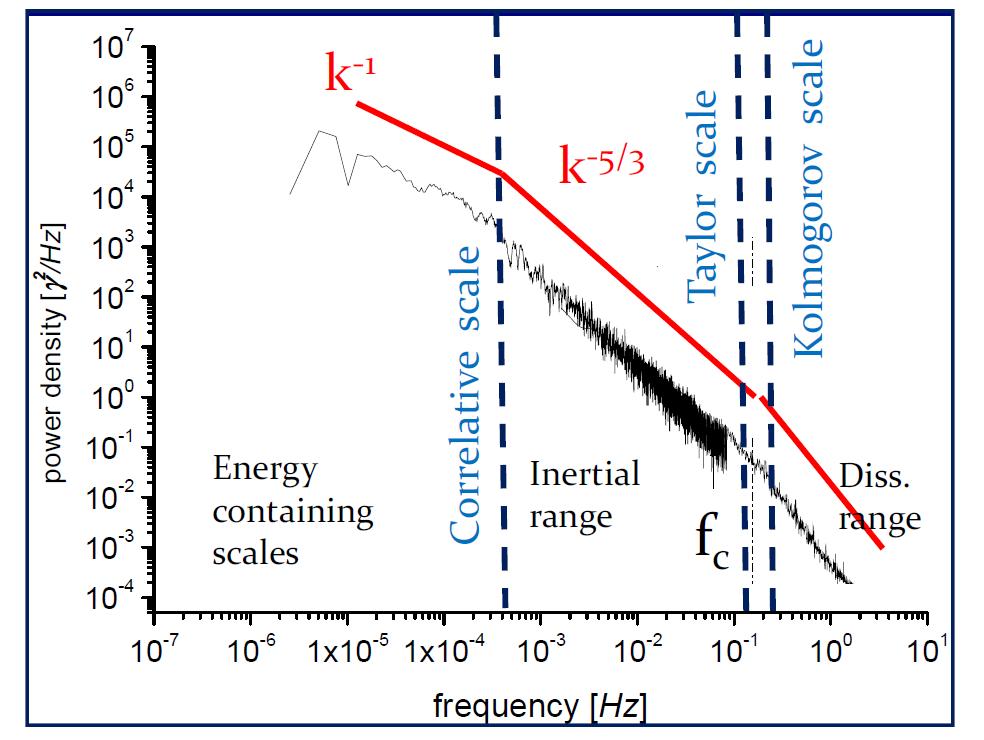 10⁷
10⁶
10⁵
10⁴
10³
10²
10¹
10⁰
10⁻¹
10⁻²
10⁻³
10⁻⁴
power density [γ²/Hz]
k⁻¹
k⁻⁵/³
Correlative scale
Taylor scale
Kolmogorov scale
Energy
containing
scales
Inertial
range
f_c
Diss.
range
10⁻⁷ 10⁻⁶ 1x10⁻⁵ 1x10⁻⁴ 10⁻³ 10⁻² 10⁻¹ 10⁰ 10¹
frequency [Hz]